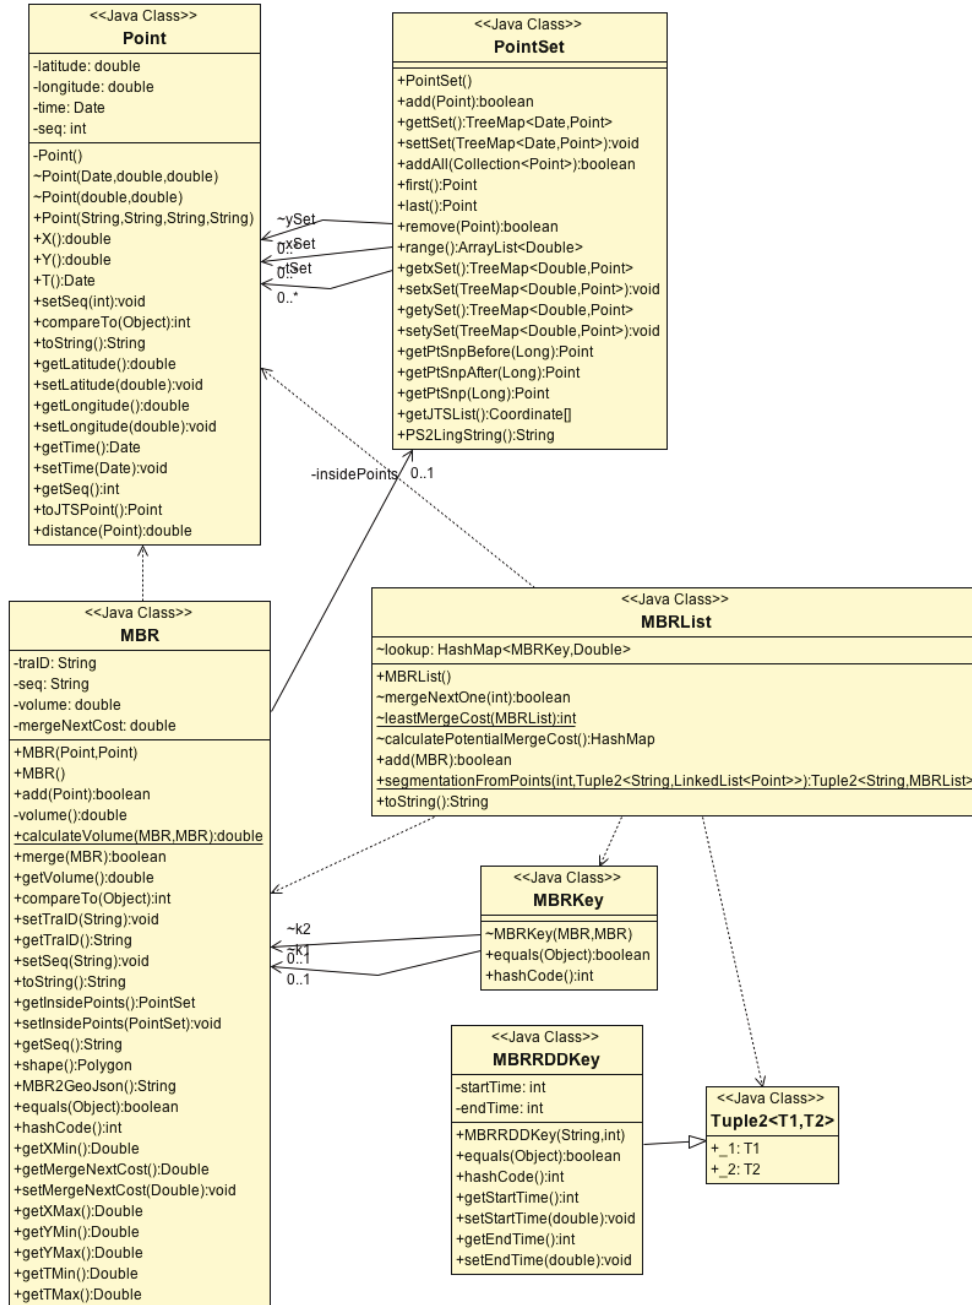 <<Java Class>>
Point
-latitude: double
-longitude: double
-time: Date
-seq: int
-Point()
~Point(Date,double,double)
~Point(double,double)
+Point(String,String,String,String)
+X():double
+Y():double
+T():Date
+setSeq(int):void
+compareTo(Object):int
+toString():String
+getLatitude():double
+setLatitude(double):void
+getLongitude():double
+setLongitude(double):void
+getTime():Date
+setTime(Date):void
+getSeq():int
+toJTSPoint():Point
+distance(Point):double
<<Java Class>>
PointSet
+PointSet()
+add(Point):boolean
+gettSet():TreeMap<Date,Point>
+settSet(TreeMap<Date,Point>):void
+addAll(Collection<Point>):boolean
+first():Point
+last():Point
+remove(Point):boolean
+range():ArrayList<Double>
+getxSet():TreeMap<Double,Point>
+setxSet(TreeMap<Double,Point>):void
+getySet():TreeMap<Double,Point>
+setySet(TreeMap<Double,Point>):void
+getPtSnpBefore(Long):Point
+getPtSnpAfter(Long):Point
+getPtSnp(Long):Point
+getJTSList():Coordinate[]
+PS2LingString():String
~ySet
0..*
~xSet
0..*
~tSet
0..*
-insidePoints
0..1
<<Java Class>>
MBR
-traID: String
-seq: String
-volume: double
-mergeNextCost: double
+MBR(Point,Point)
+MBR()
+add(Point):boolean
-volume():double
+calculateVolume(MBR,MBR):double
+merge(MBR):boolean
+getVolume():double
+compareTo(Object):int
+setTraID(String):void
+getTraID():String
+setSeq(String):void
+toString():String
+getInsidePoints():PointSet
+setInsidePoints(PointSet):void
+getSeq():String
+shape():Polygon
+MBR2GeoJson():String
+equals(Object):boolean
+hashCode():int
+getXMin():Double
+getMergeNextCost():Double
+setMergeNextCost(Double):void
+getXMax():Double
+getYMin():Double
+getYMax():Double
+getTMin():Double
+getTMax():Double
<<Java Class>>
MBRList
~lookup: HashMap<MBRKey,Double>
+MBRList()
~mergeNextOne(int):boolean
~leastMergeCost(MBRList):int
~calculatePotentialMergeCost():HashMap
+add(MBR):boolean
+segmentationFromPoints(int,Tuple2<String,LinkedList<Point>>):Tuple2<String,MBRList>
+toString():String
<<Java Class>>
MBRKey
~MBRKey(MBR,MBR)
+equals(Object):boolean
+hashCode():int
~k2
0..1
~k1
0..1
<<Java Class>>
MBRRDDKey
-startTime: int
-endTime: int
+MBRRDDKey(String,int)
+equals(Object):boolean
+hashCode():int
+getStartTime():int
+setStartTime(double):void
+getEndTime():int
+setEndTime(double):void
<<Java Class>>
Tuple2<T1,T2>
+_1: T1
+_2: T2